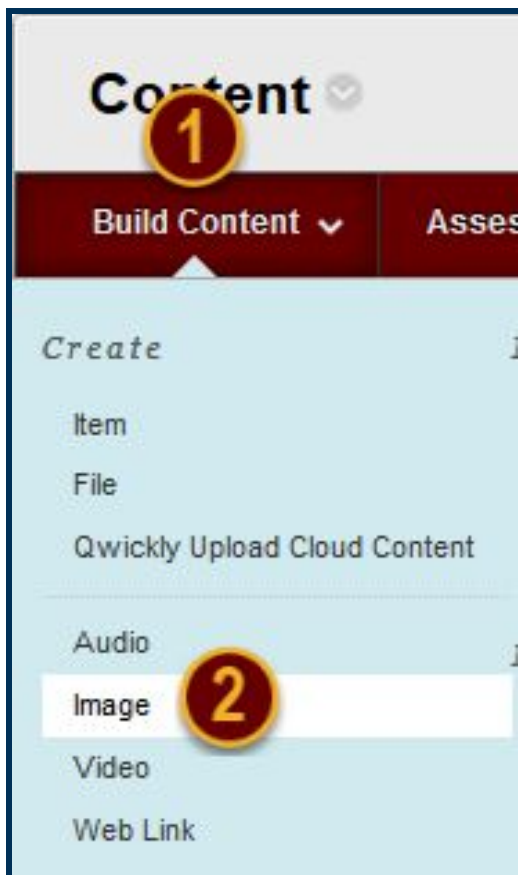 Content
1
Build Content
Asses
Create
Item
File
Qwickly Upload Cloud Content
Audio
Image
2
Video
Web Link